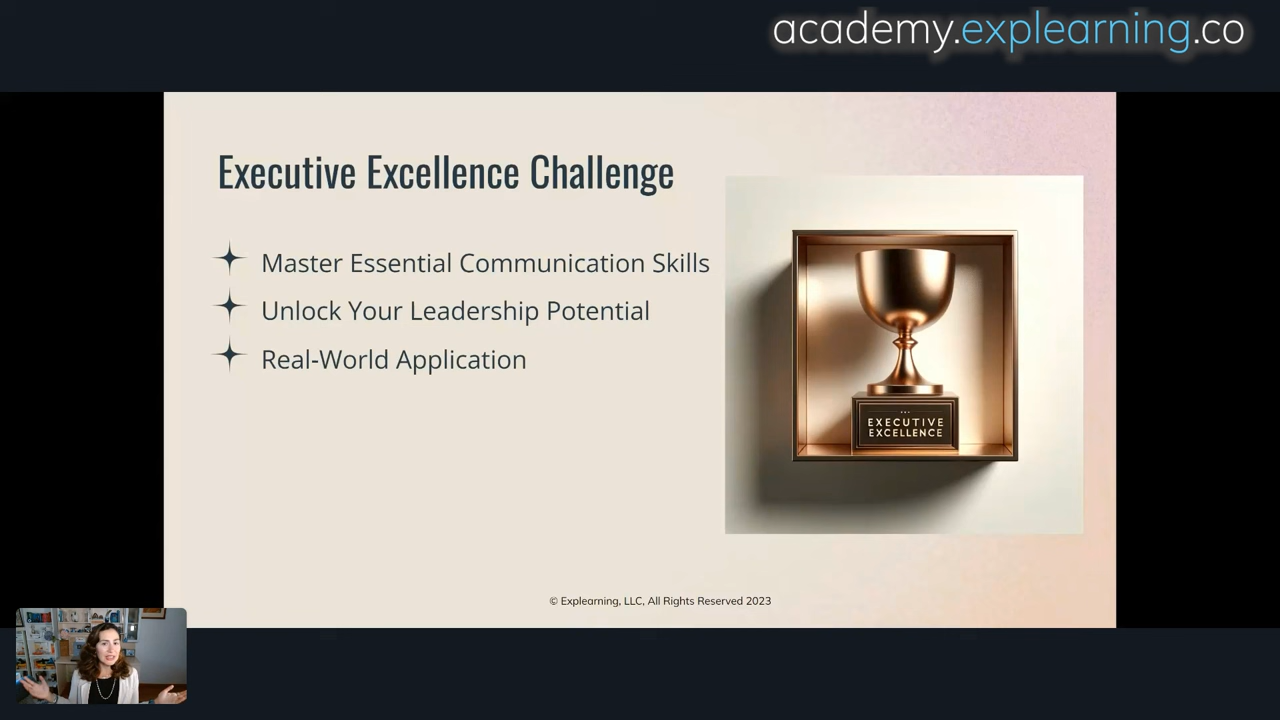 academy.explearning.co
Executive Excellence Challenge
Master Essential Communication Skills
Unlock Your Leadership Potential
Real-World Application
EXECUTIVE
EXCELLENCE
© Explearning, LLC, All Rights Reserved 2023